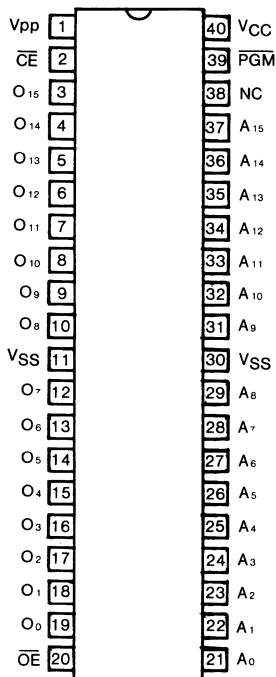 Vpp 1 40 VCC
CE 2 39 PGM
O15 3 38 NC
O14 4 37 A15
O13 5 36 A14
O12 6 35 A13
O11 7 34 A12
O10 8 33 A11
O9 9 32 A10
O8 10 31 A9
VSS 11 30 VSS
O7 12 29 A8
O6 13 28 A7
O5 14 27 A6
O4 15 26 A5
O3 16 25 A4
O2 17 24 A3
O1 18 23 A2
O0 19 22 A1
OE 20 21 A0